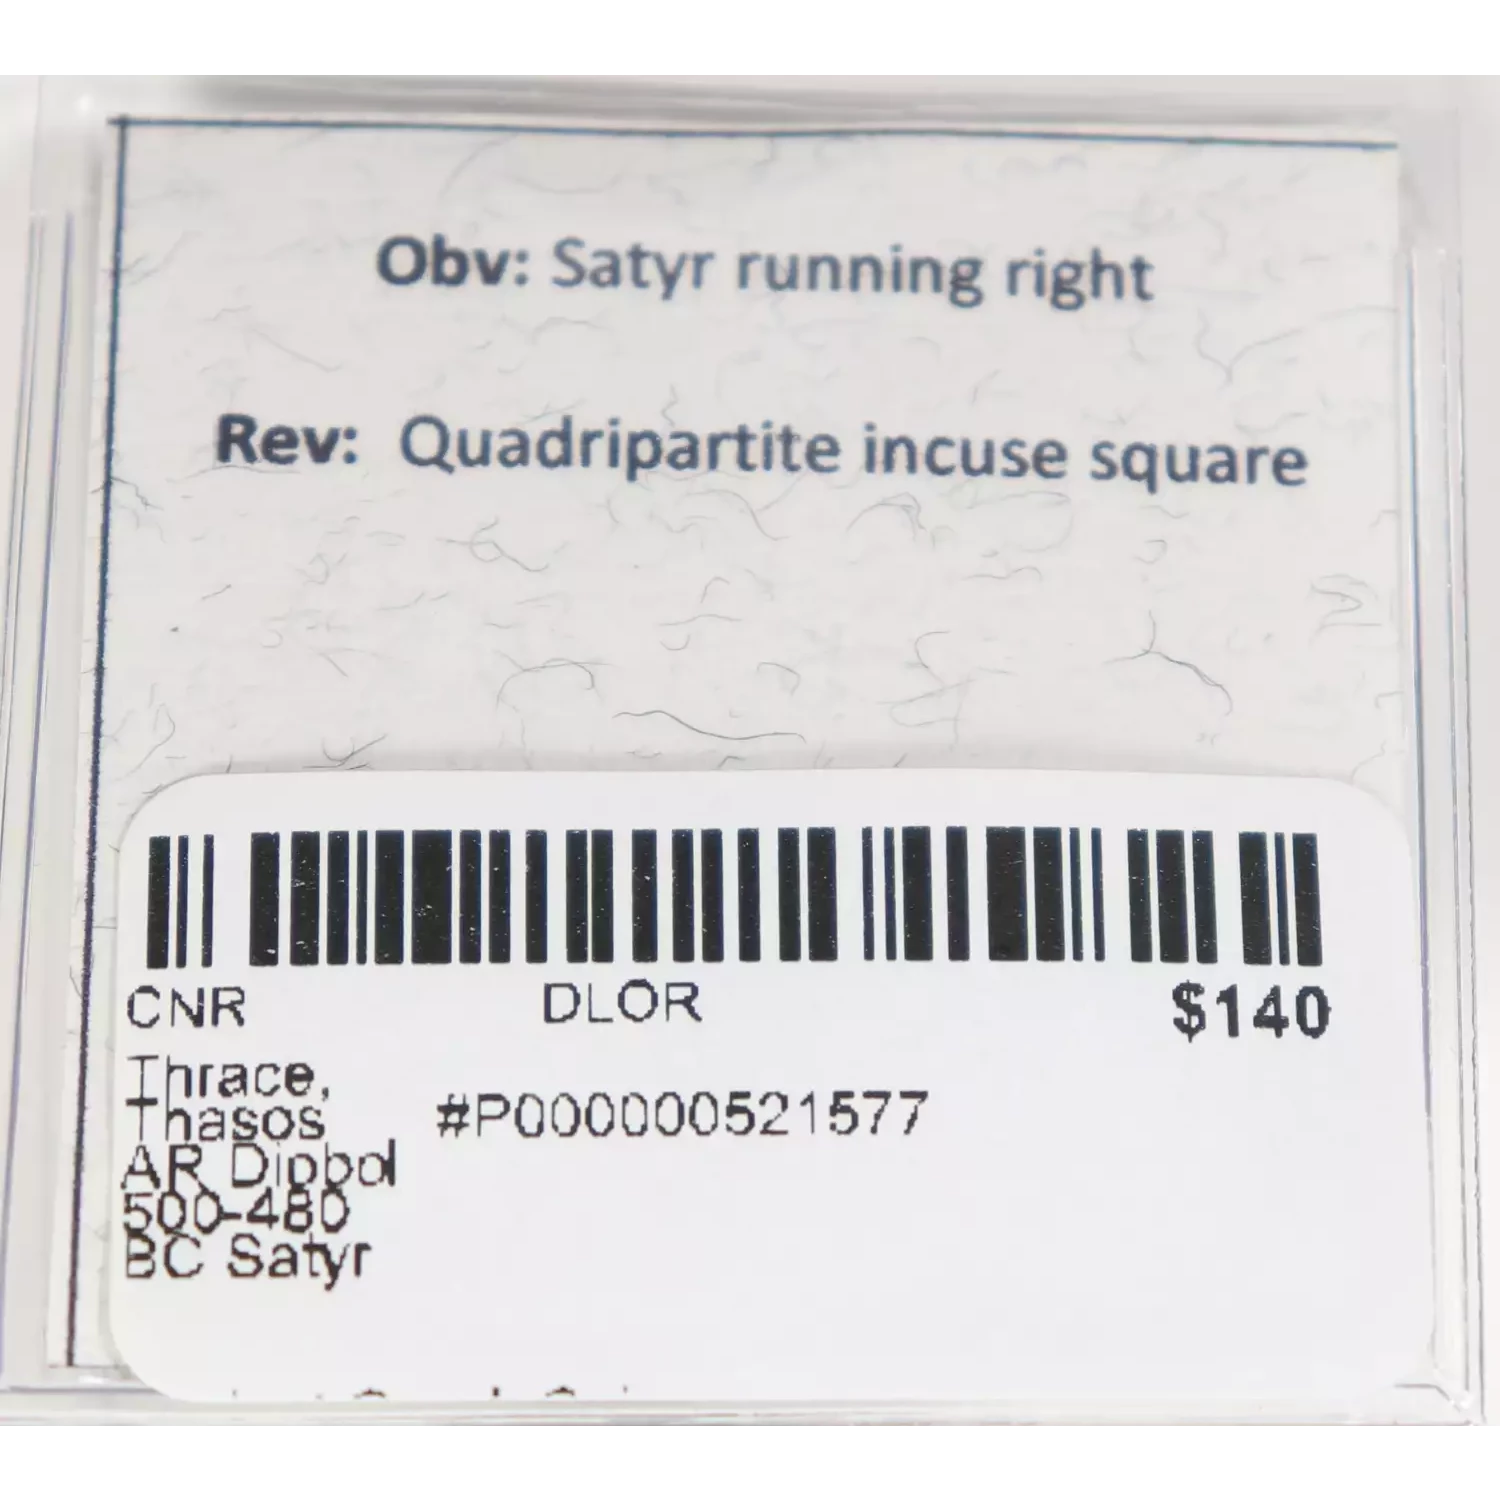 Obv: Satyr running right
Rev: Quadripartite incuse square
CNR DLOR $140
Thrace,
Thasos #P000000521577
AR Diobol
500-480
BC Satyr